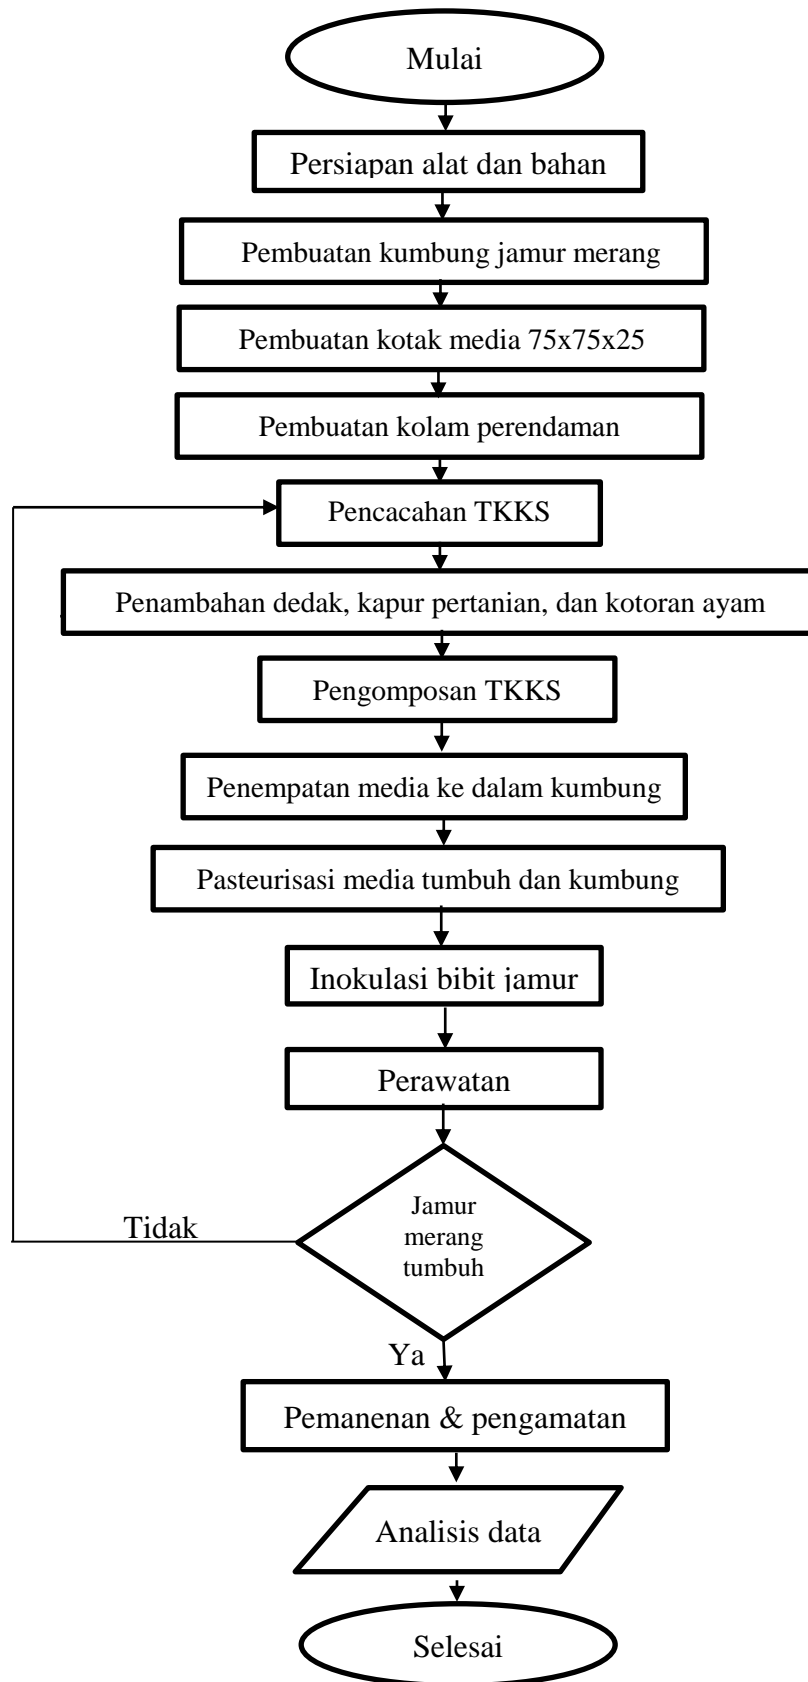 Mulai
Persiapan alat dan bahan
Pembuatan kumbung jamur merang
Pembuatan kotak media 75x75x25
Pembuatan kolam perendaman
Pencacahan TKKS
Penambahan dedak, kapur pertanian, dan kotoran ayam
Pengomposan TKKS
Penempatan media ke dalam kumbung
Pasteurisasi media tumbuh dan kumbung
Inokulasi bibit jamur
Perawatan
Jamur
merang
tumbuh
Tidak
Ya
Pemanenan & pengamatan
Analisis data
Selesai